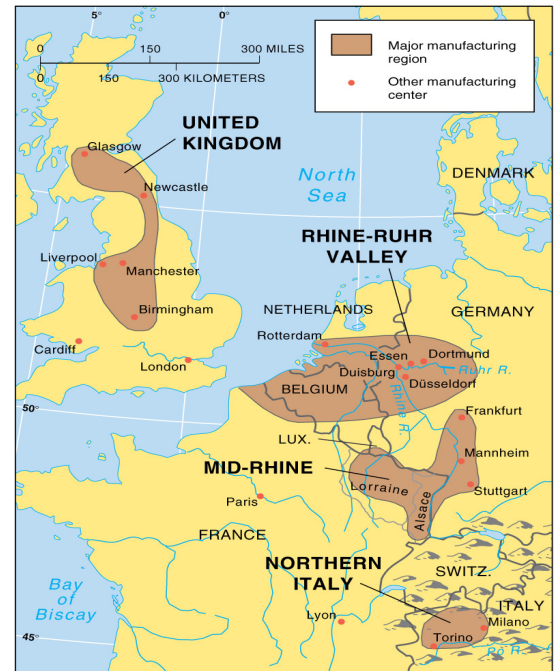 5°
0°
0 150 300 MILES
0 150 300 KILOMETERS
Major manufacturing
region
Other manufacturing
center
UNITED
KINGDOM
Glasgow
Newcastle
North
Sea
DENMARK
RHINE-RUHR
VALLEY
Liverpool
Manchester
Birmingham
NETHERLANDS
GERMANY
Rotterdam
Cardiff
London
Essen
Dortmund
Duisburg
Ruhr R.
Düsseldorf
BELGIUM
Rhine R.
50°
Frankfurt
LUX.
MID-RHINE
Mannheim
Lorraine
Alsace
Stuttgart
Paris
FRANCE
NORTHERN
ITALY
SWITZ.
Bay
of
Biscay
ITALY
Lyon
Milano
Torino
Po R.
45°